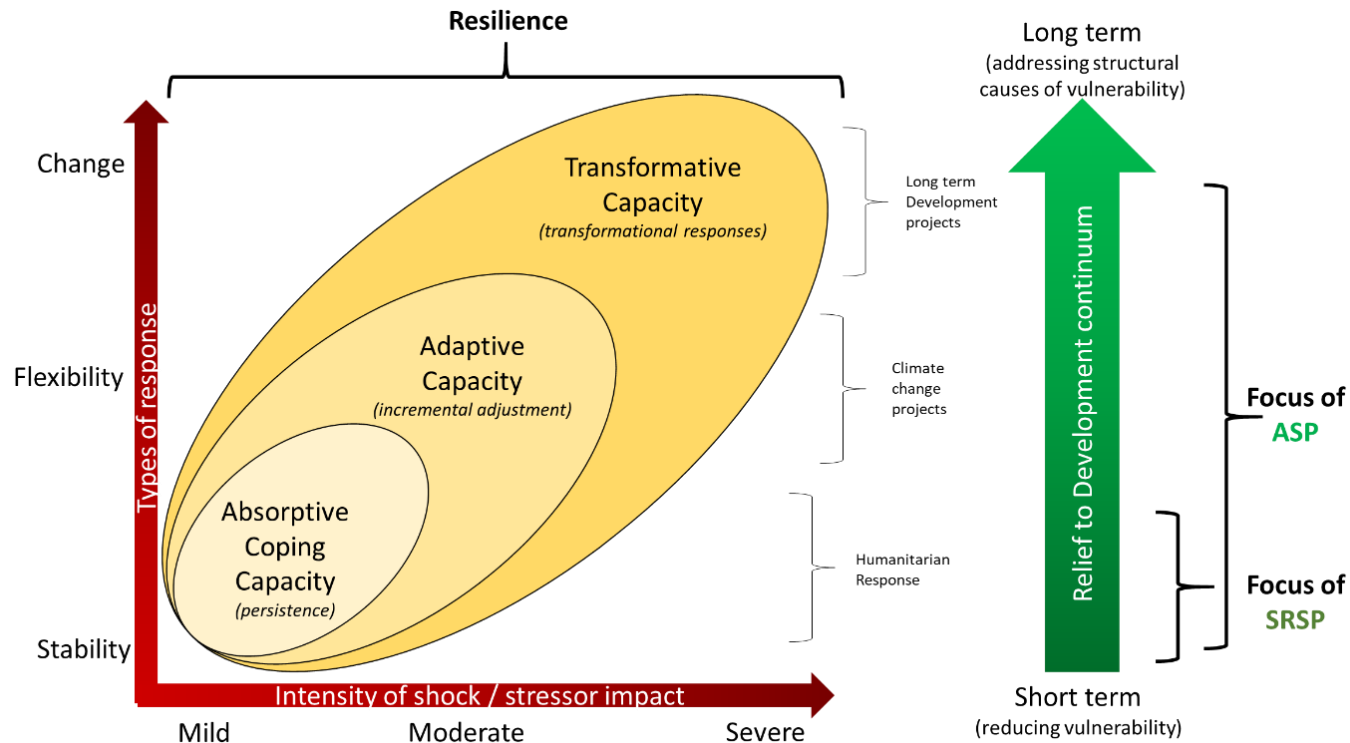 Resilience
Change
Flexibility
Stability
Types of response
Transformative
Capacity
(transformational responses)
Adaptive
Capacity
(incremental adjustment)
Absorptive
Coping
Capacity
(persistence)
Intensity of shock / stressor impact
Mild
Moderate
Severe
Long term
Development
projects
Climate
change
projects
Humanitarian
Response
Long term
(addressing structural
causes of vulnerability)
Relief to Development continuum
Short term
(reducing vulnerability)
Focus of
ASP
Focus of
SRSP